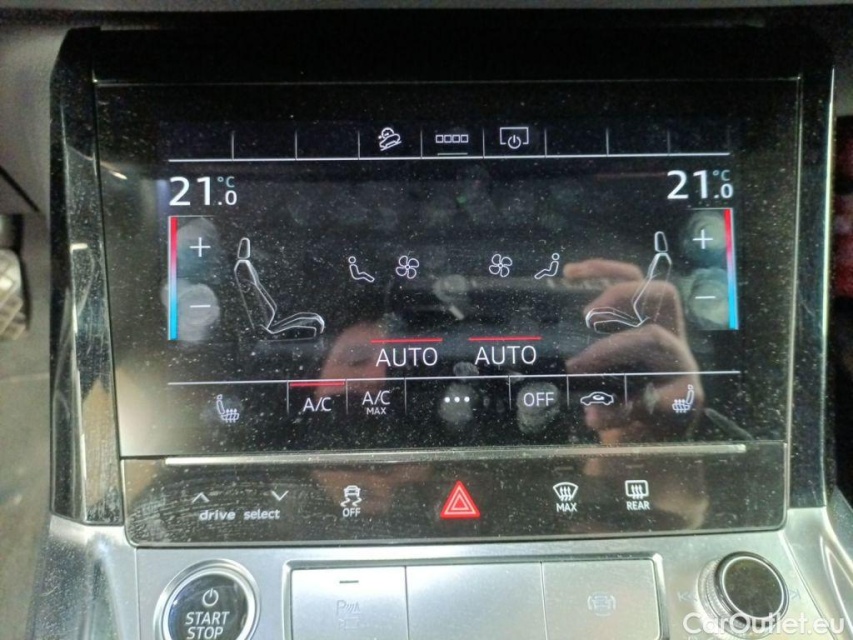 21.0°C 21.0°C
+ +
− −
AUTO AUTO
A/C A/C MAX ••• OFF
drive select OFF MAX REAR
START
STOP
CarOutlet.eu